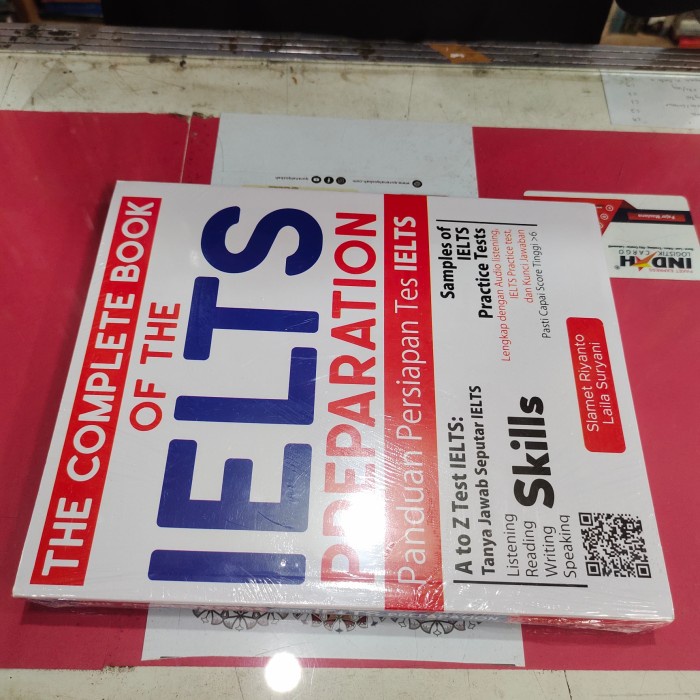 THE COMPLETE BOOK
OF THE
IELTS
PREPARATION
Panduan Persiapan Tes IELTS
A to Z Test IELTS:
Tanya Jawab Seputar IELTS
Listening
Reading
Writing
Speaking
Skills
Samples of
IELTS
Practice Tests
Lengkap dengan Audio listening,
IELTS Practice test,
dan Kunci Jawaban
Pasti Capai Score Tinggi >6
Slamet Riyanto
Laila Suryani
INDAH
LOGISTIK CARGO